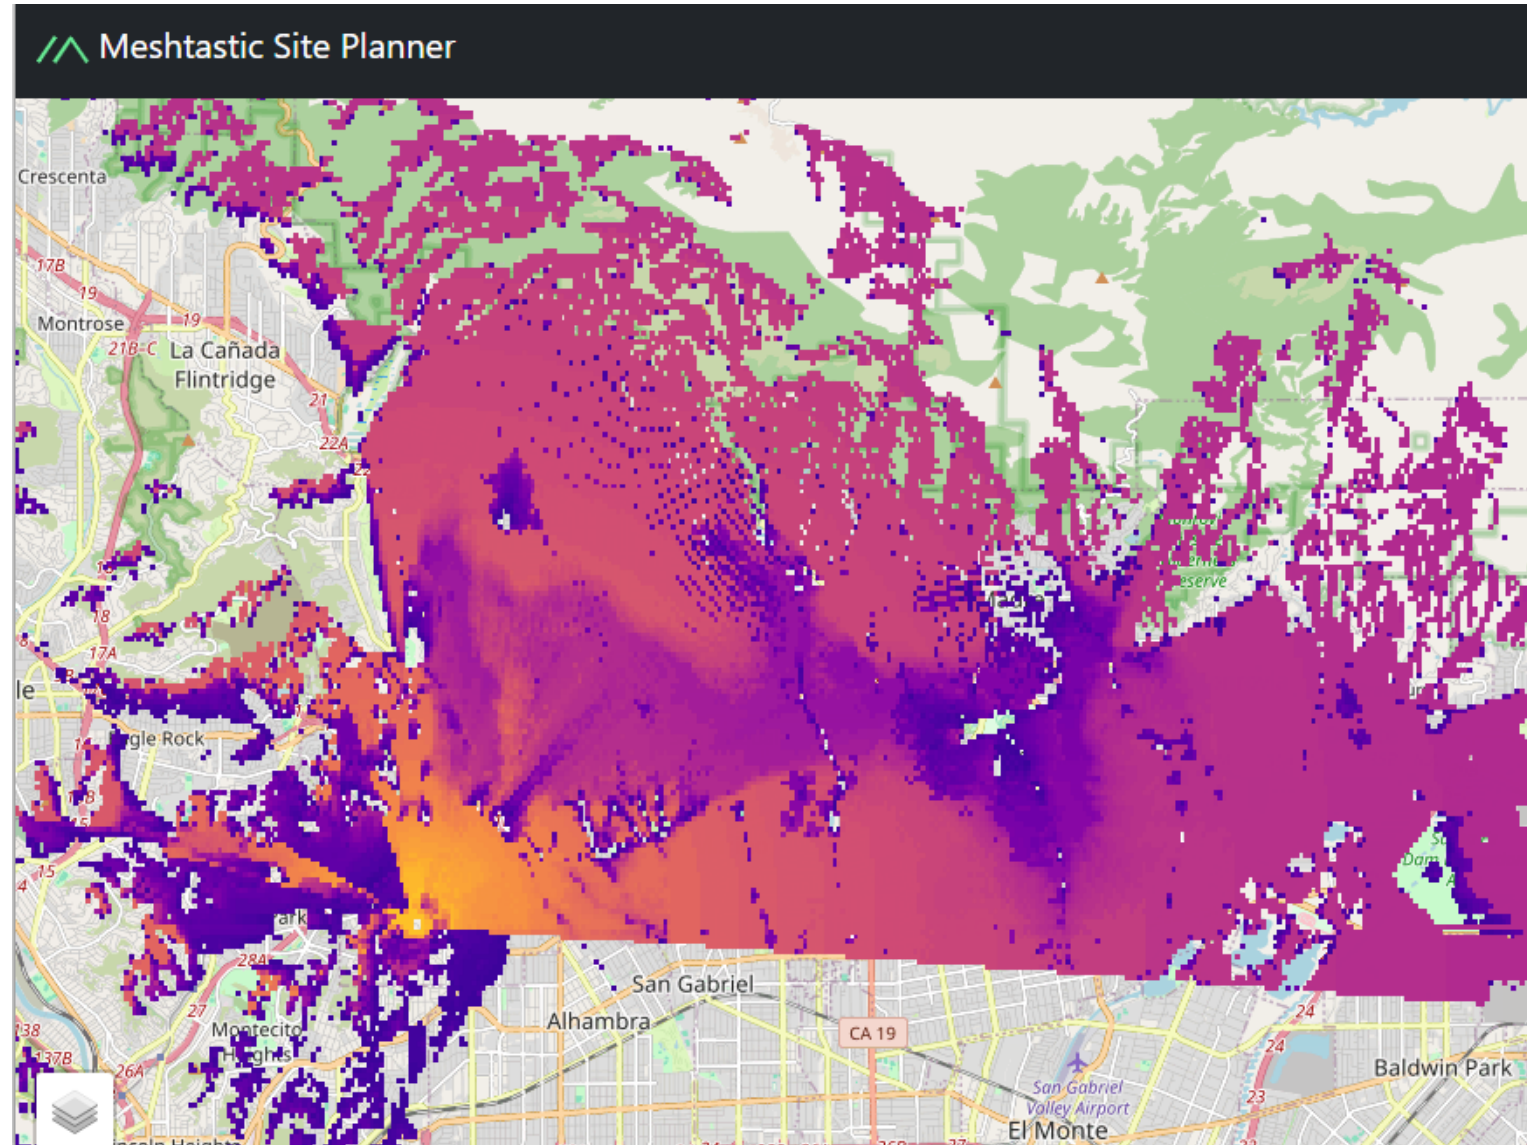 Meshtastic Site Planner
Crescenta
17B
19
Montrose
19
21B-C
La Cañada
Flintridge
21
22A
18
17A
Eagle Rock
15
4
28A
27
Montecito
Heights
138
137B
26A
San Gabriel
Alhambra
CA 19
24
24
23
San Gabriel
Valley Airport
El Monte
Baldwin Park